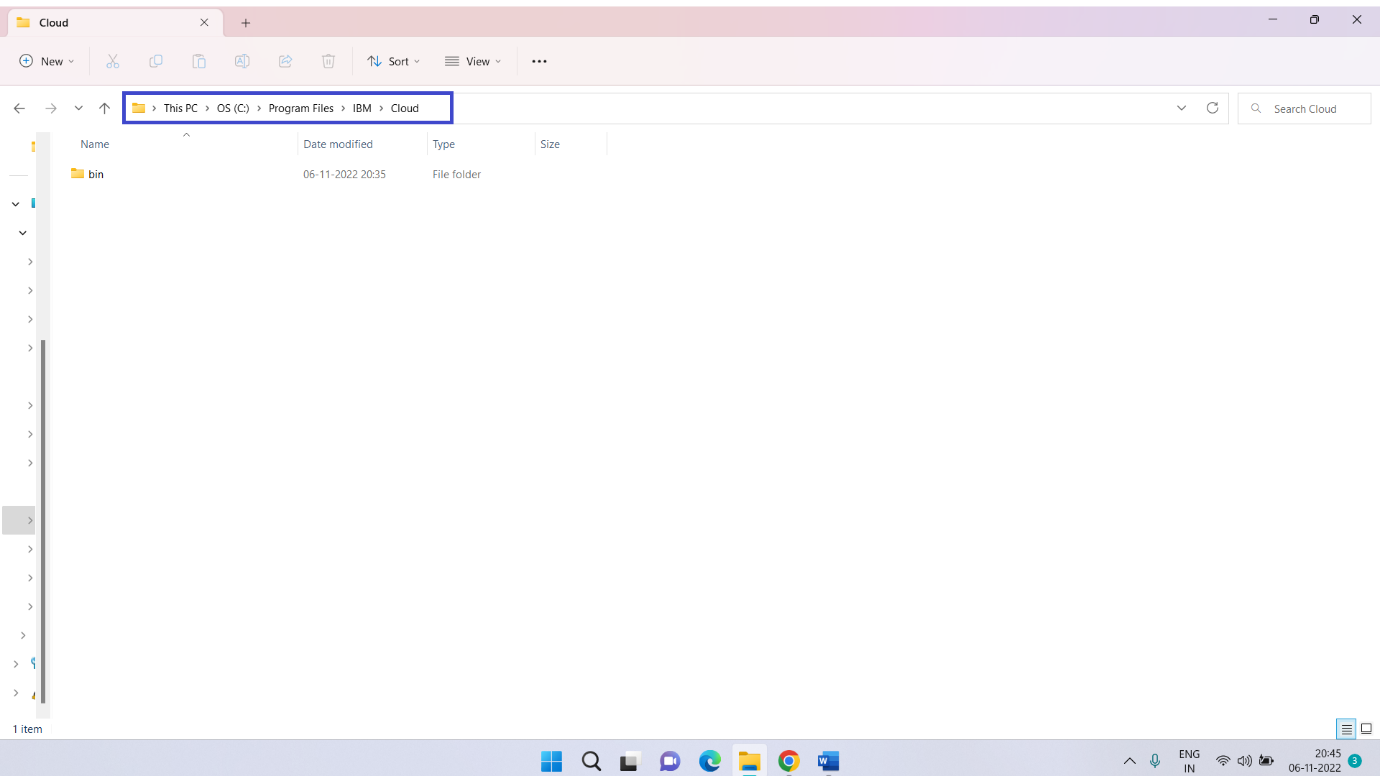 Cloud
New
Sort
View
This PC > OS (C:) > Program Files > IBM > Cloud
Search Cloud
Name Date modified Type Size
bin 06-11-2022 20:35 File folder
1 item
ENG
IN
20:45
06-11-2022
3